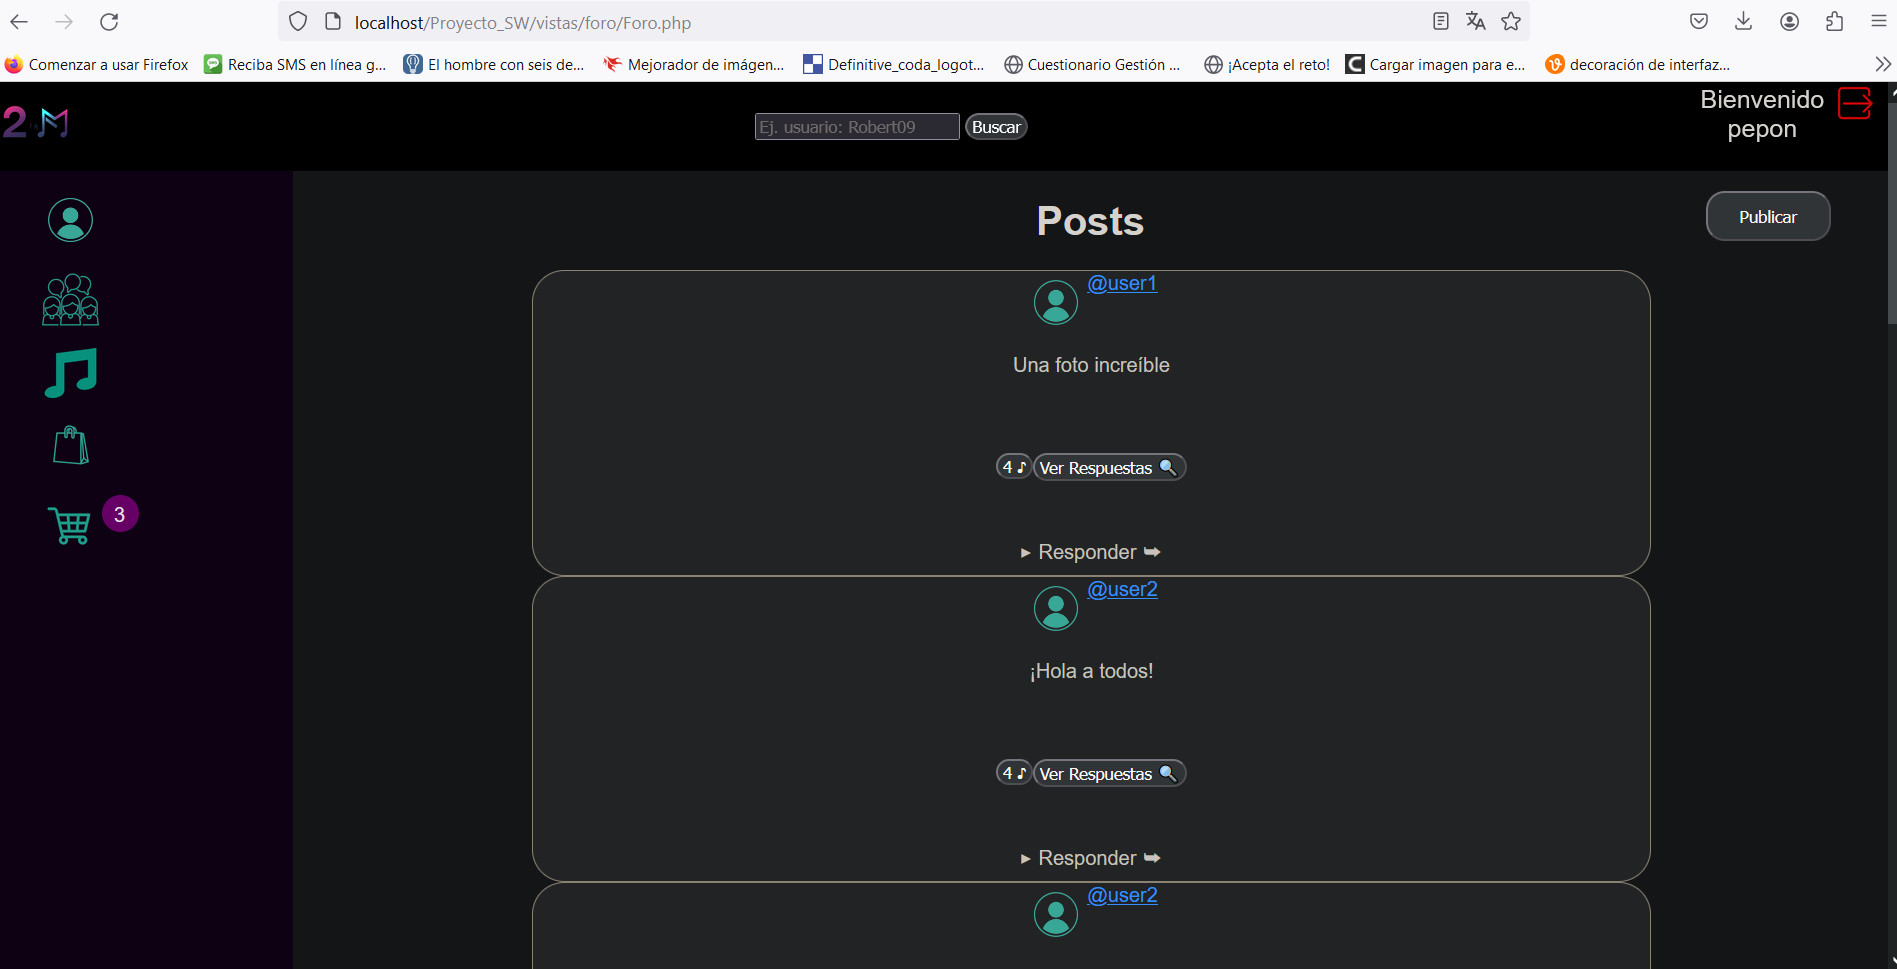 localhost/Proyecto_SW/vistas/foro/Foro.php
Comenzar a usar Firefox Reciba SMS en línea g... El hombre con seis de... Mejorador de imágen... Definitive_coda_logot... Cuestionario Gestión ... ¡Acepta el reto! Cargar imagen para e... decoración de interfaz...
2 M
Ej. usuario: Robert09 Buscar
Bienvenido
pepon
Posts
Publicar
@user1
Una foto increíble
4 ♪ Ver Respuestas 🔍
▸ Responder ➥
@user2
¡Hola a todos!
4 ♪ Ver Respuestas 🔍
▸ Responder ➥
@user2
3